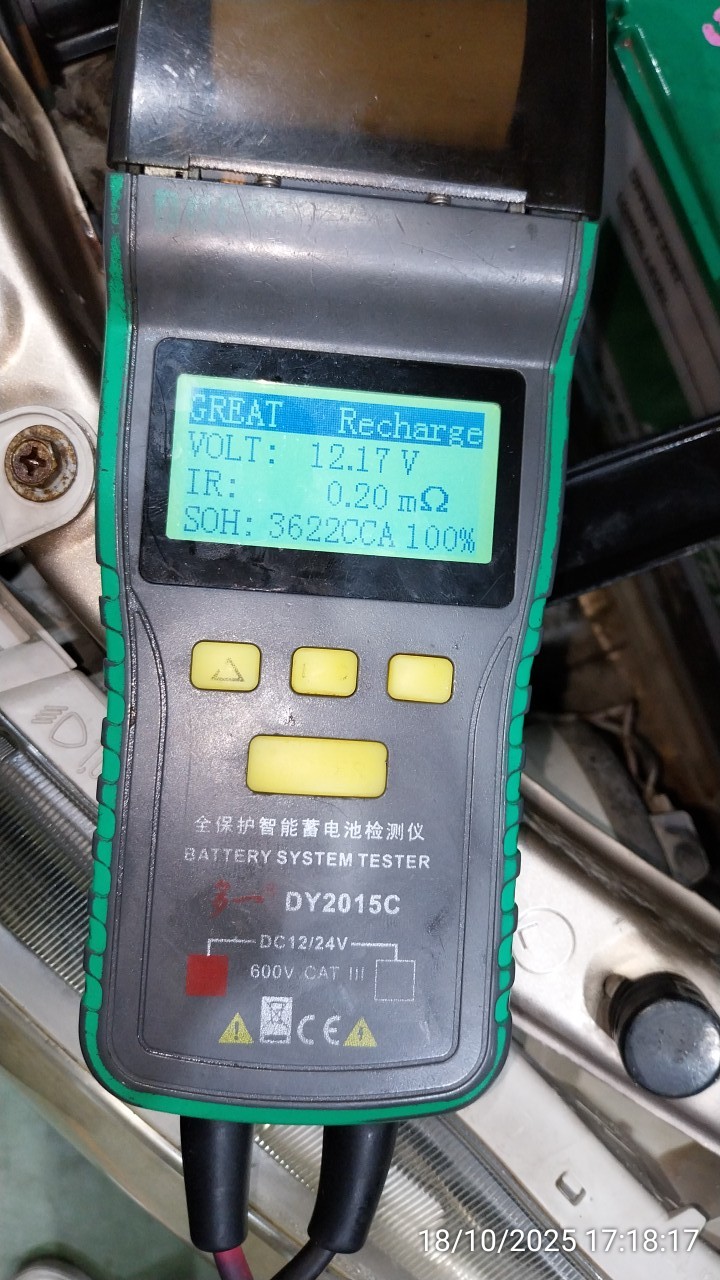 GREAT Recharge
VOLT: 12.17 V
IR: 0.20 mΩ
SOH: 3622CCA 100%
全保护智能蓄电池检测仪
BATTERY SYSTEM TESTER
DY2015C
DC12/24V
600V CAT III
CE
18/10/2025 17:18:17